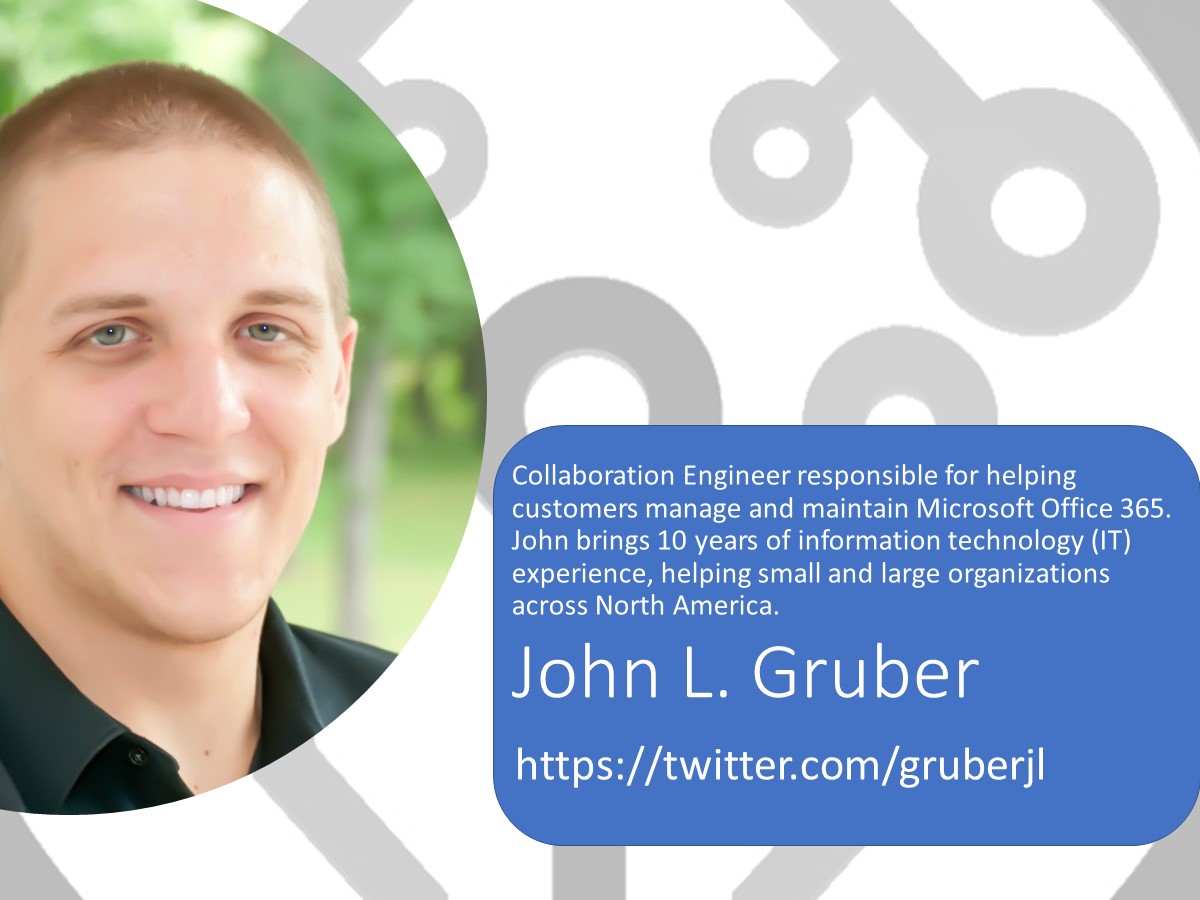 Collaboration Engineer responsible for helping
customers manage and maintain Microsoft Office 365.
John brings 10 years of information technology (IT)
experience, helping small and large organizations
across North America.
John L. Gruber
https://twitter.com/gruberjl